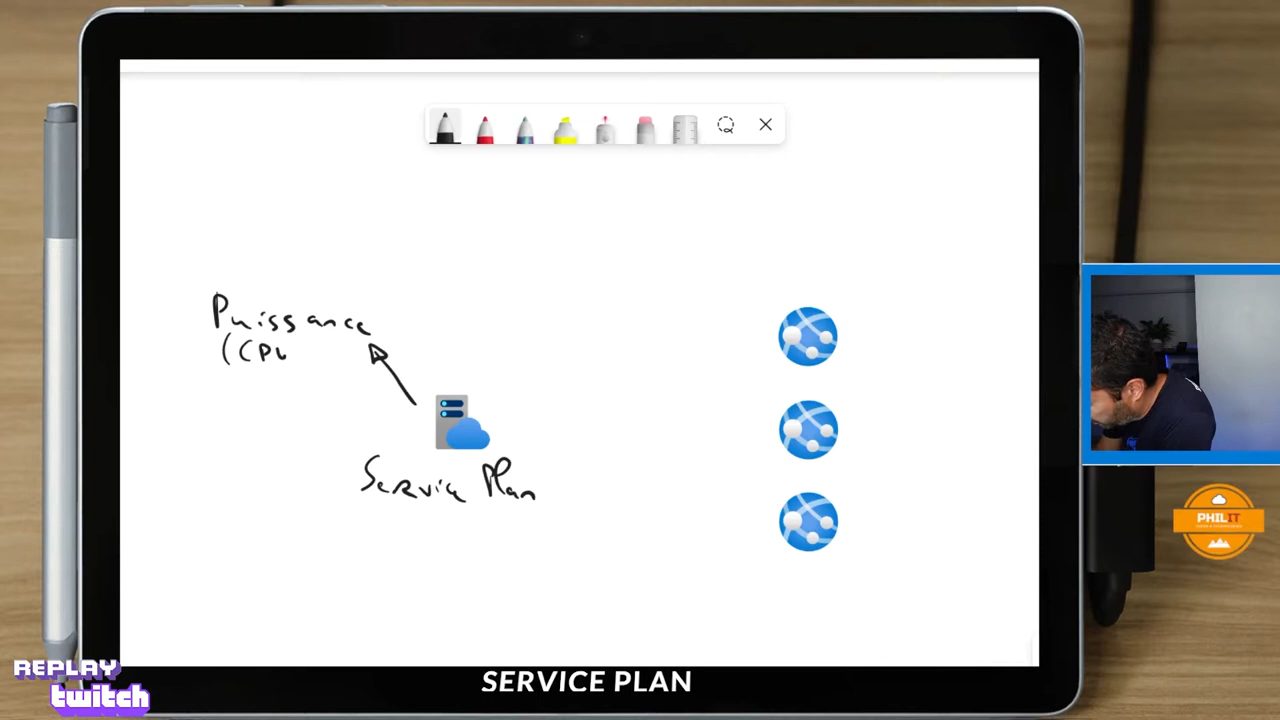 Puissance
(CPU
Service Plan
PHILIT
REPLAY
twitch
SERVICE PLAN